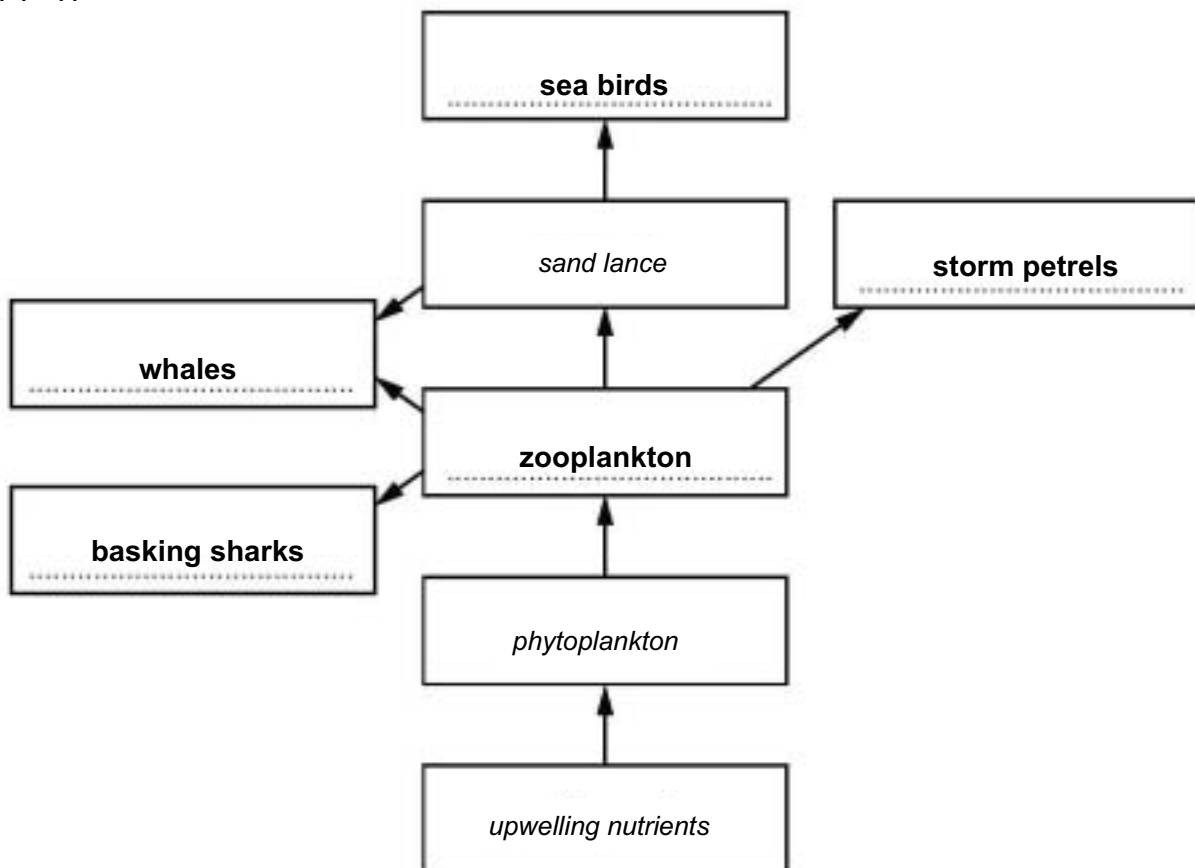 sea birds
sand lance
storm petrels
whales
zooplankton
basking sharks
phytoplankton
upwelling nutrients